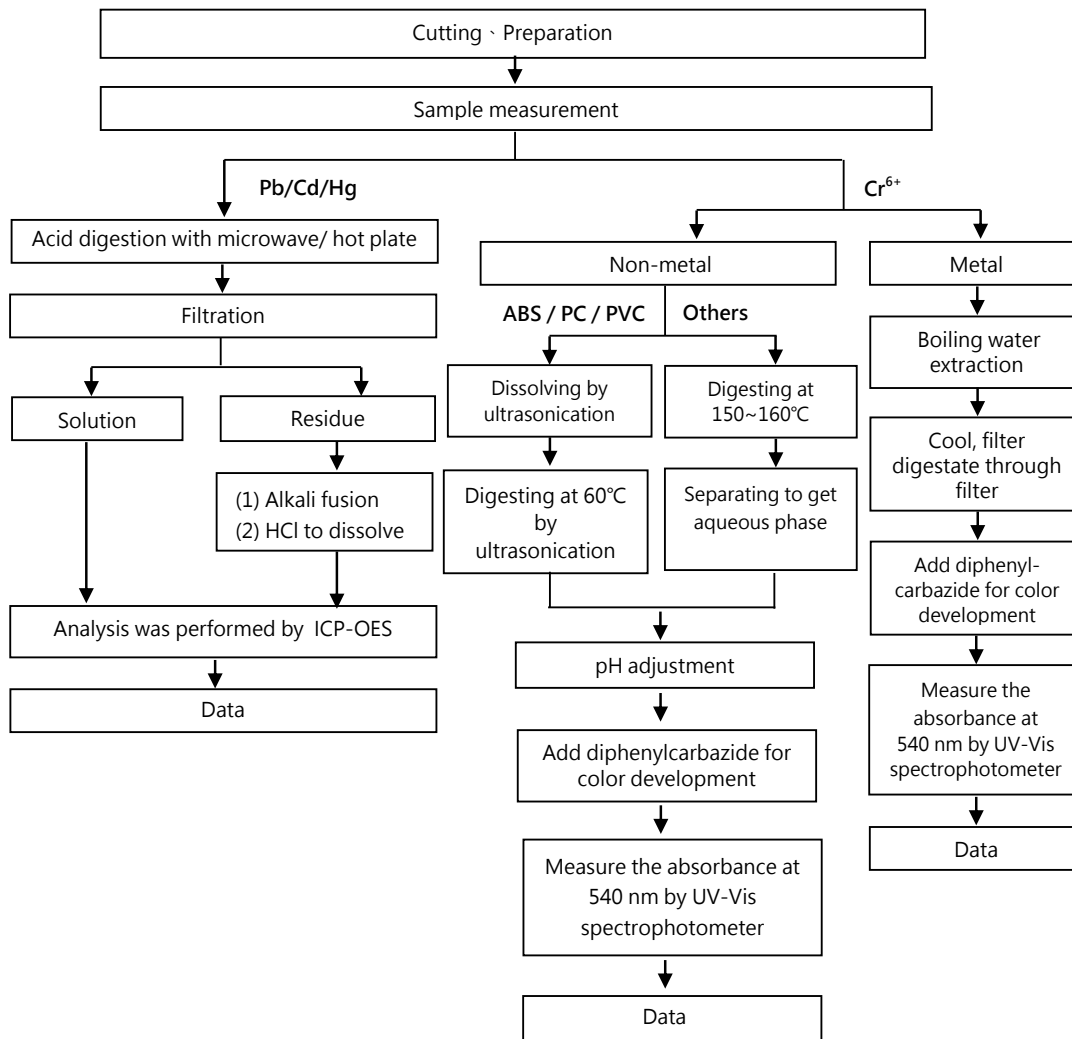 Cutting、Preparation
Sample measurement
Pb/Cd/Hg
Acid digestion with microwave/ hot plate
Filtration
Solution
Residue
(1) Alkali fusion
(2) HCl to dissolve
Analysis was performed by ICP-OES
Data
Cr⁶⁺
Non-metal
ABS / PC / PVC
Others
Dissolving by
ultrasonication
Digesting at 60℃
by
ultrasonication
Digesting at
150~160℃
Separating to get
aqueous phase
pH adjustment
Add diphenylcarbazide for
color development
Measure the absorbance at
540 nm by UV-Vis
spectrophotometer
Data
Metal
Boiling water
extraction
Cool, filter
digestate through
filter
Add diphenyl-
carbazide for color
development
Measure the
absorbance at
540 nm by UV-Vis
spectrophotometer
Data